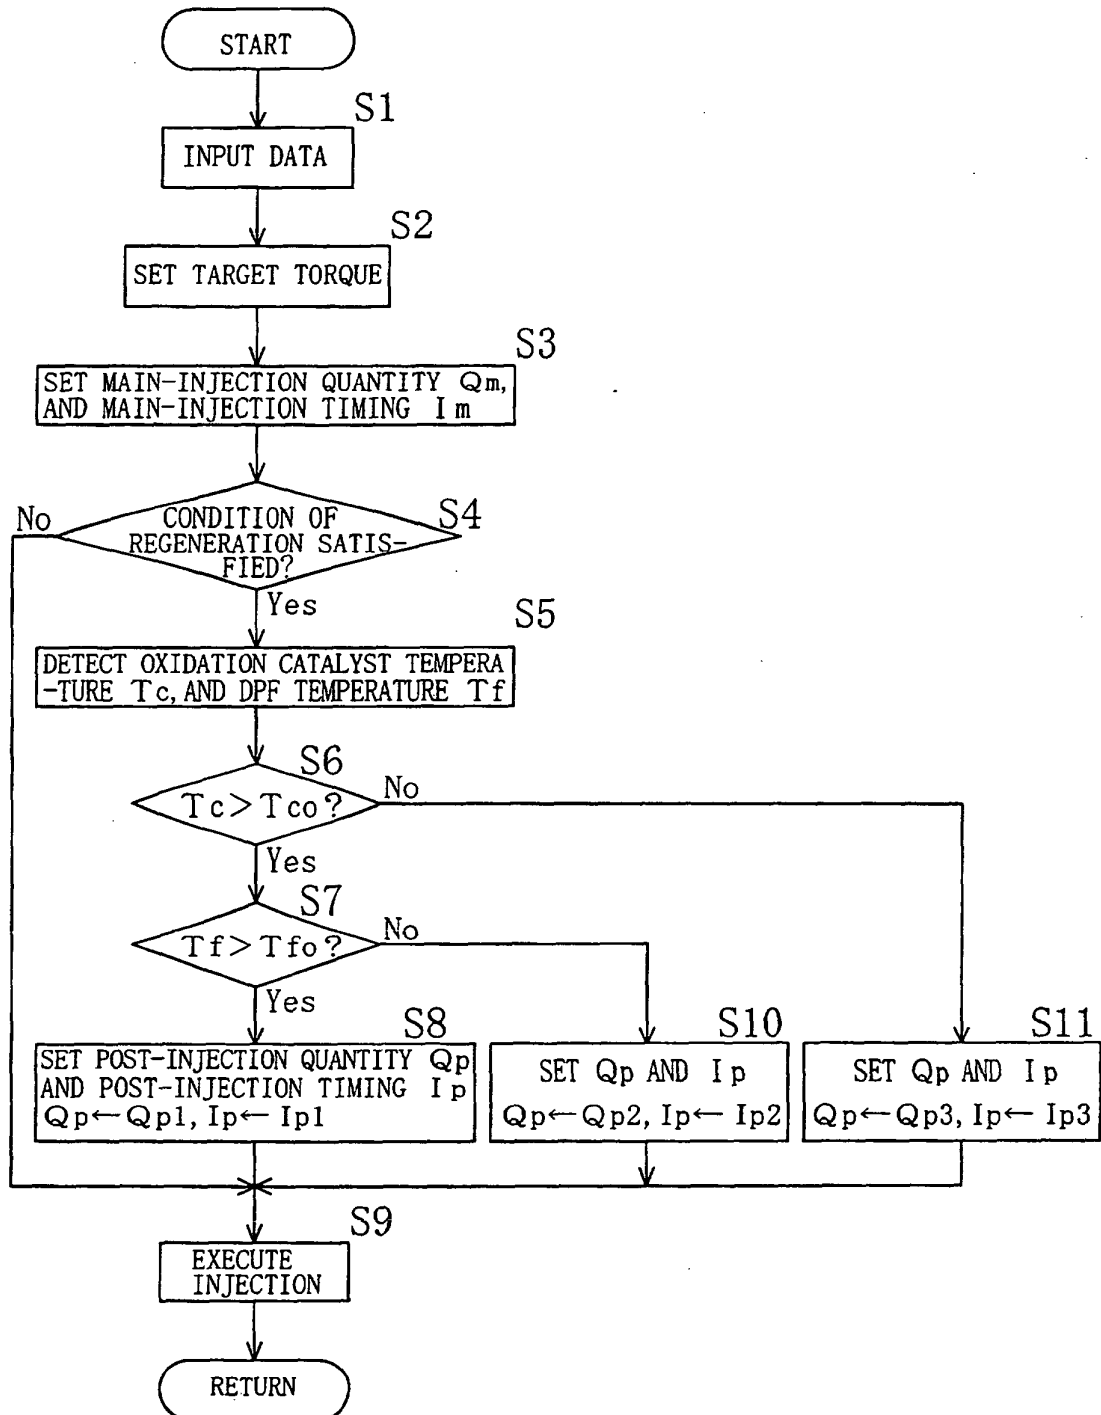 START
S1
INPUT DATA
S2
SET TARGET TORQUE
S3
SET MAIN-INJECTION QUANTITY Qm,
AND MAIN-INJECTION TIMING Im
S4
No
CONDITION OF
REGENERATION SATIS-
FIED?
Yes
S5
DETECT OXIDATION CATALYST TEMPERA
-TURE Tc, AND DPF TEMPERATURE Tf
S6
No
Tc>Tco?
Yes
S7
No
Tf>Tfo?
Yes
S8
SET POST-INJECTION QUANTITY Qp
AND POST-INJECTION TIMING Ip
Qp←Qp1, Ip←Ip1
S10
SET Qp AND Ip
Qp←Qp2, Ip←Ip2
S11
SET Qp AND Ip
Qp←Qp3, Ip←Ip3
S9
EXECUTE
INJECTION
RETURN